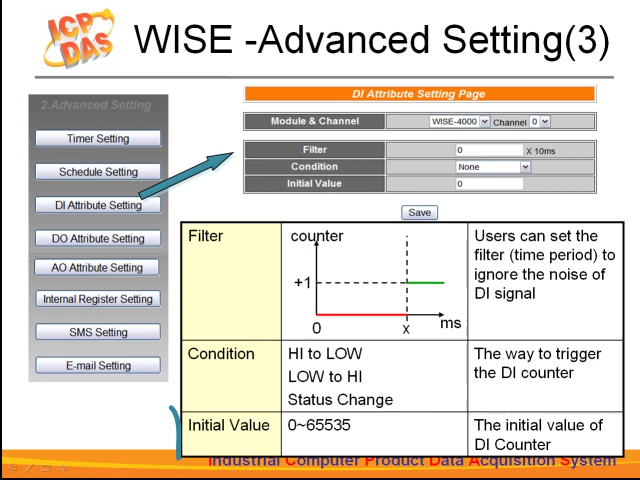 ICP
DAS
WISE -Advanced Setting(3)
2.Advanced Setting
Timer Setting
Schedule Setting
DI Attribute Setting
DO Attribute Setting
AO Attribute Setting
Internal Register Setting
SMS Setting
E-mail Setting
DI Attribute Setting Page
Module & Channel WISE-4000 Channel 0
Filter 0 X 10ms
Condition None
Initial Value 0
Save
Filter
counter
+1
0 x ms
Users can set the
filter (time period) to
ignore the noise of
DI signal
Condition
HI to LOW
LOW to HI
Status Change
The way to trigger
the DI counter
Initial Value
0~65535
The initial value of
DI Counter
Industrial Computer Product Data Acquisition System